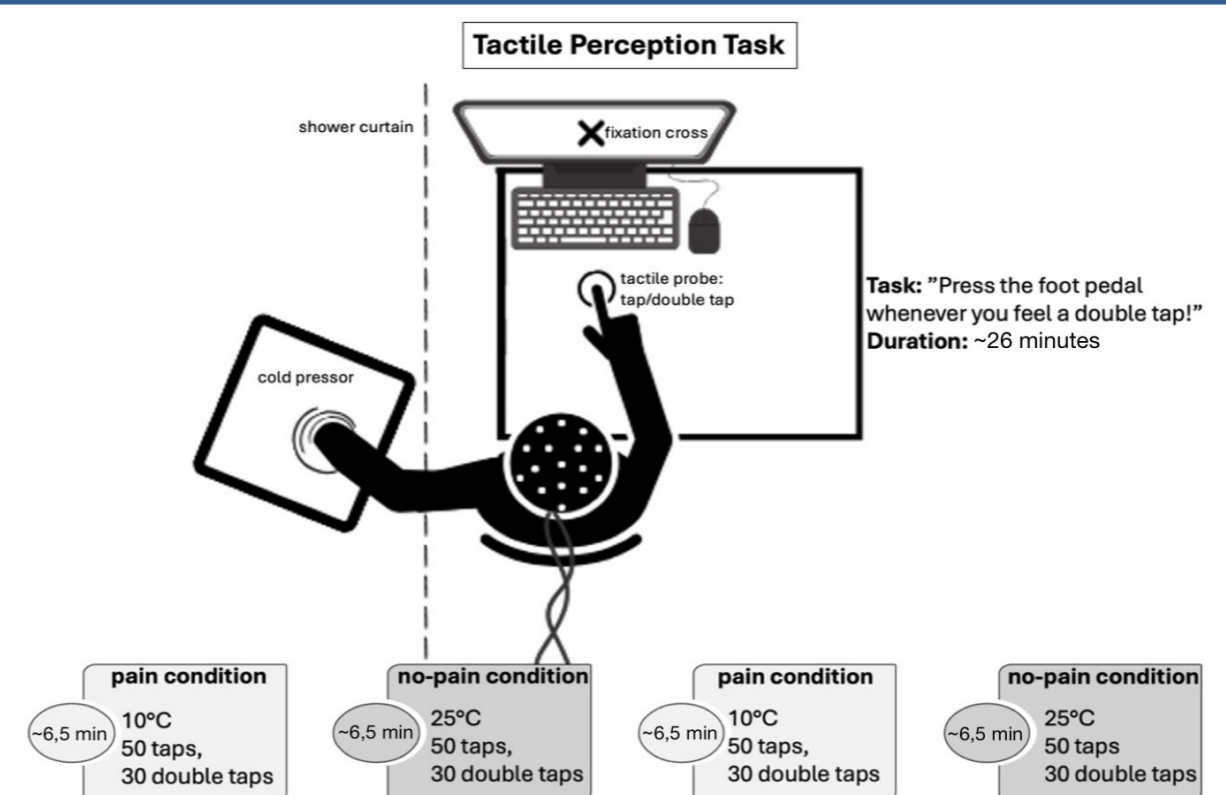 Tactile Perception Task
shower curtain
fixation cross
tactile probe:
tap/double tap
Task: ”Press the foot pedal
whenever you feel a double tap!”
Duration: ~26 minutes
cold pressor
pain condition
~6,5 min
10°C
50 taps,
30 double taps
no-pain condition
~6,5 min
25°C
50 taps,
30 double taps
pain condition
~6,5 min
10°C
50 taps,
30 double taps
no-pain condition
~6,5 min
25°C
50 taps
30 double taps